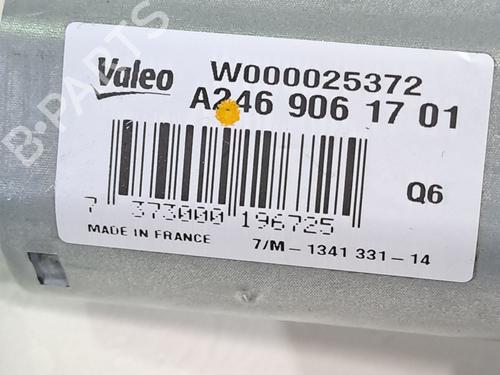 B-PARTS
Valeo
W000025372
A246 906 17 01
Q6
7 373000 196725
MADE IN FRANCE 7/M-1341 331-14